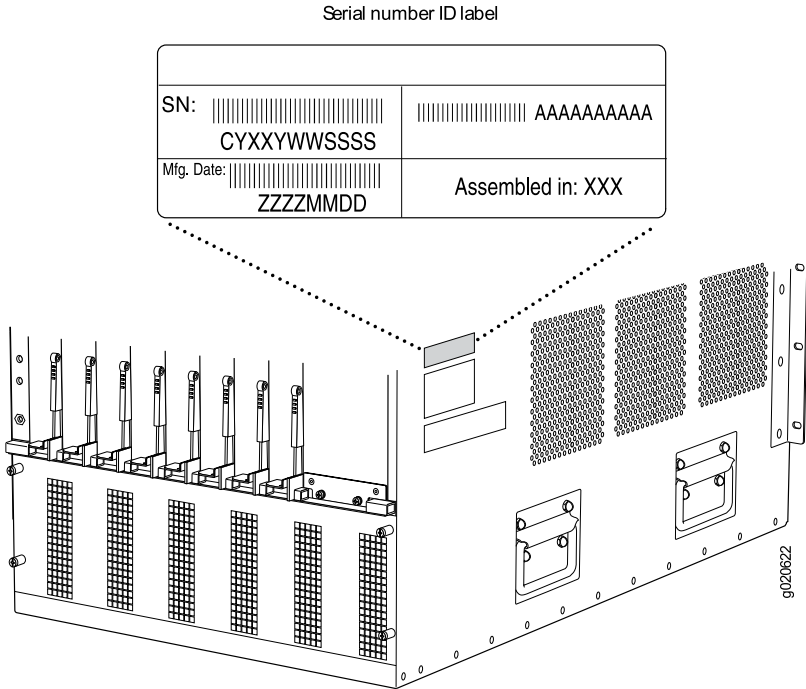 Serial number ID label
SN:
CYXXYWWSSSS
AAAAAAAAAA
Mfg. Date:
ZZZZMMDD
Assembled in: XXX
g020622